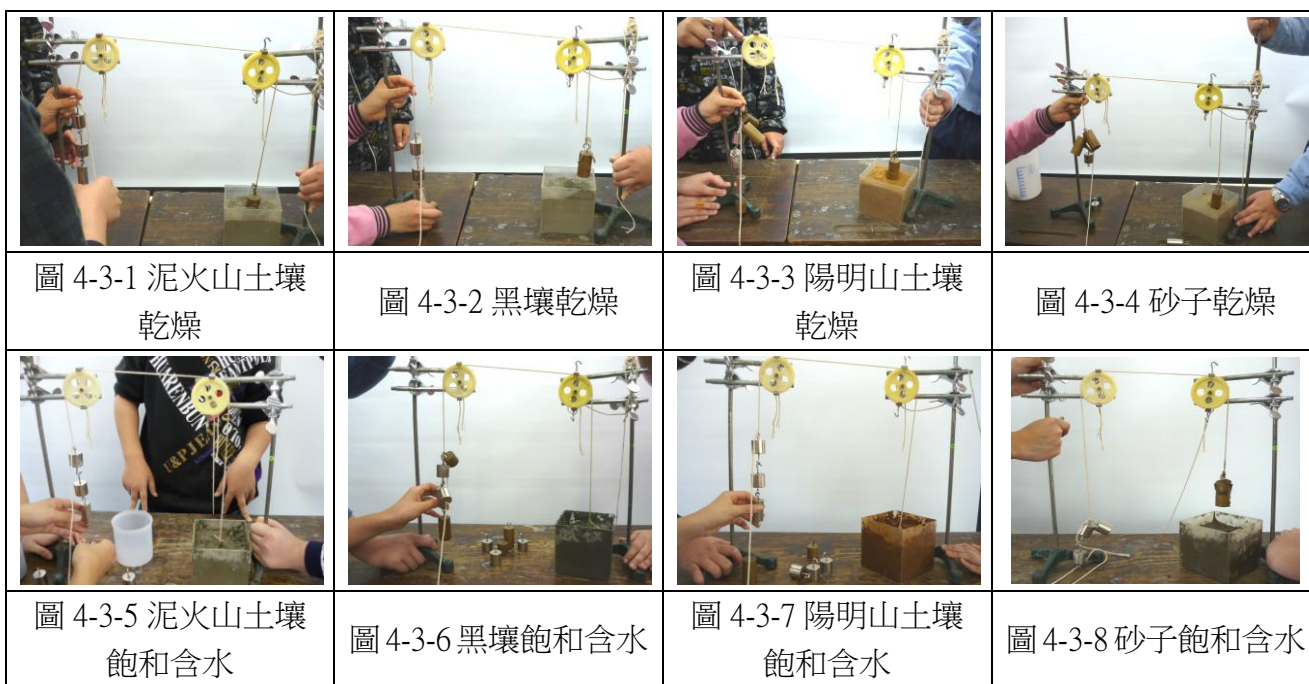 圖 4-3-1 泥火山土壤
乾燥
圖 4-3-2 黑壤乾燥
圖 4-3-3 陽明山土壤
乾燥
圖 4-3-4 砂子乾燥
圖 4-3-5 泥火山土壤
飽和含水
圖 4-3-6 黑壤飽和含水
圖 4-3-7 陽明山土壤
飽和含水
圖 4-3-8 砂子飽和含水